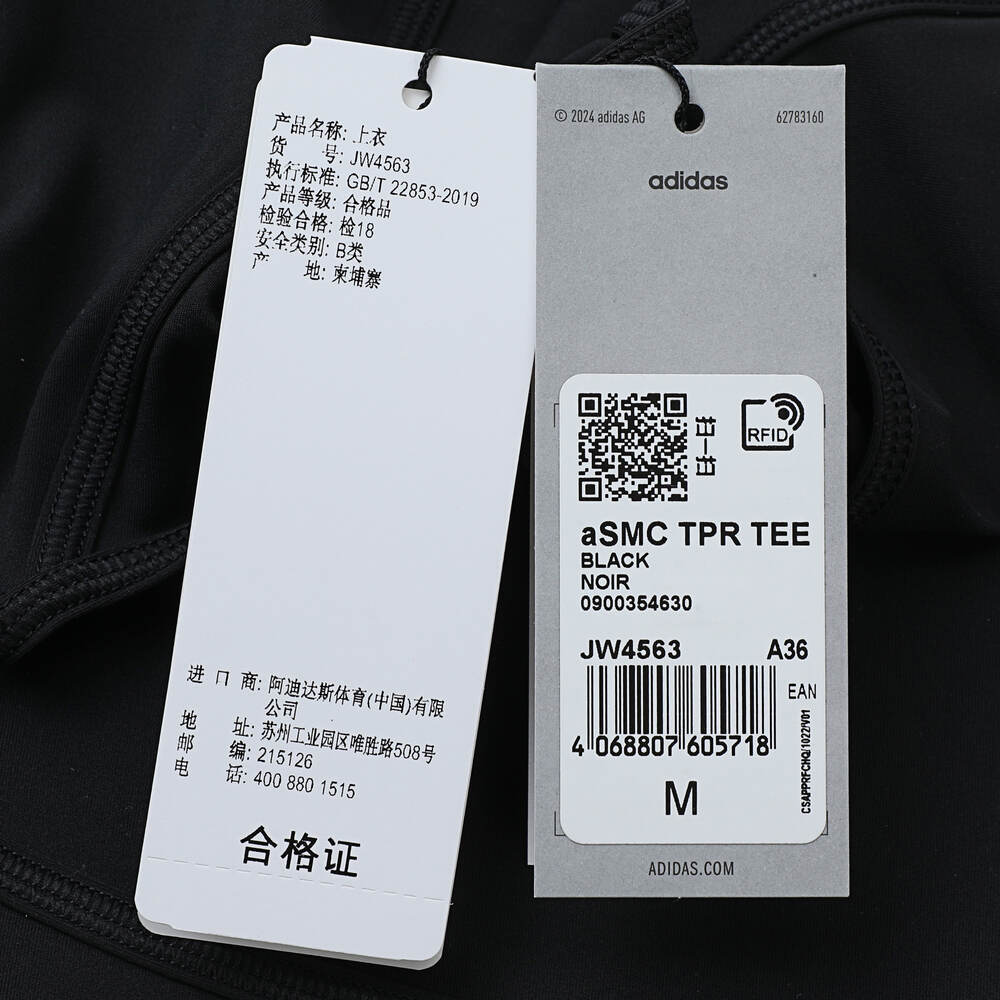 产品名称: 上衣
货 号: JW4563
执行标准: GB/T 22853-2019
产品等级: 合格品
检验合格: 检18
安全类别: B类
产 地: 柬埔寨
进 口 商: 阿迪达斯体育(中国)有限
公司
地 址: 苏州工业园区唯胜路508号
邮 编: 215126
电 话: 400 880 1515
合格证
© 2024 adidas AG
62783160
adidas
RFID
aSMC TPR TEE
BLACK
NOIR
0900354630
JW4563 A36
EAN
4 068807 605718
CSAPPRFCHQ/1022/V01
M
ADIDAS.COM